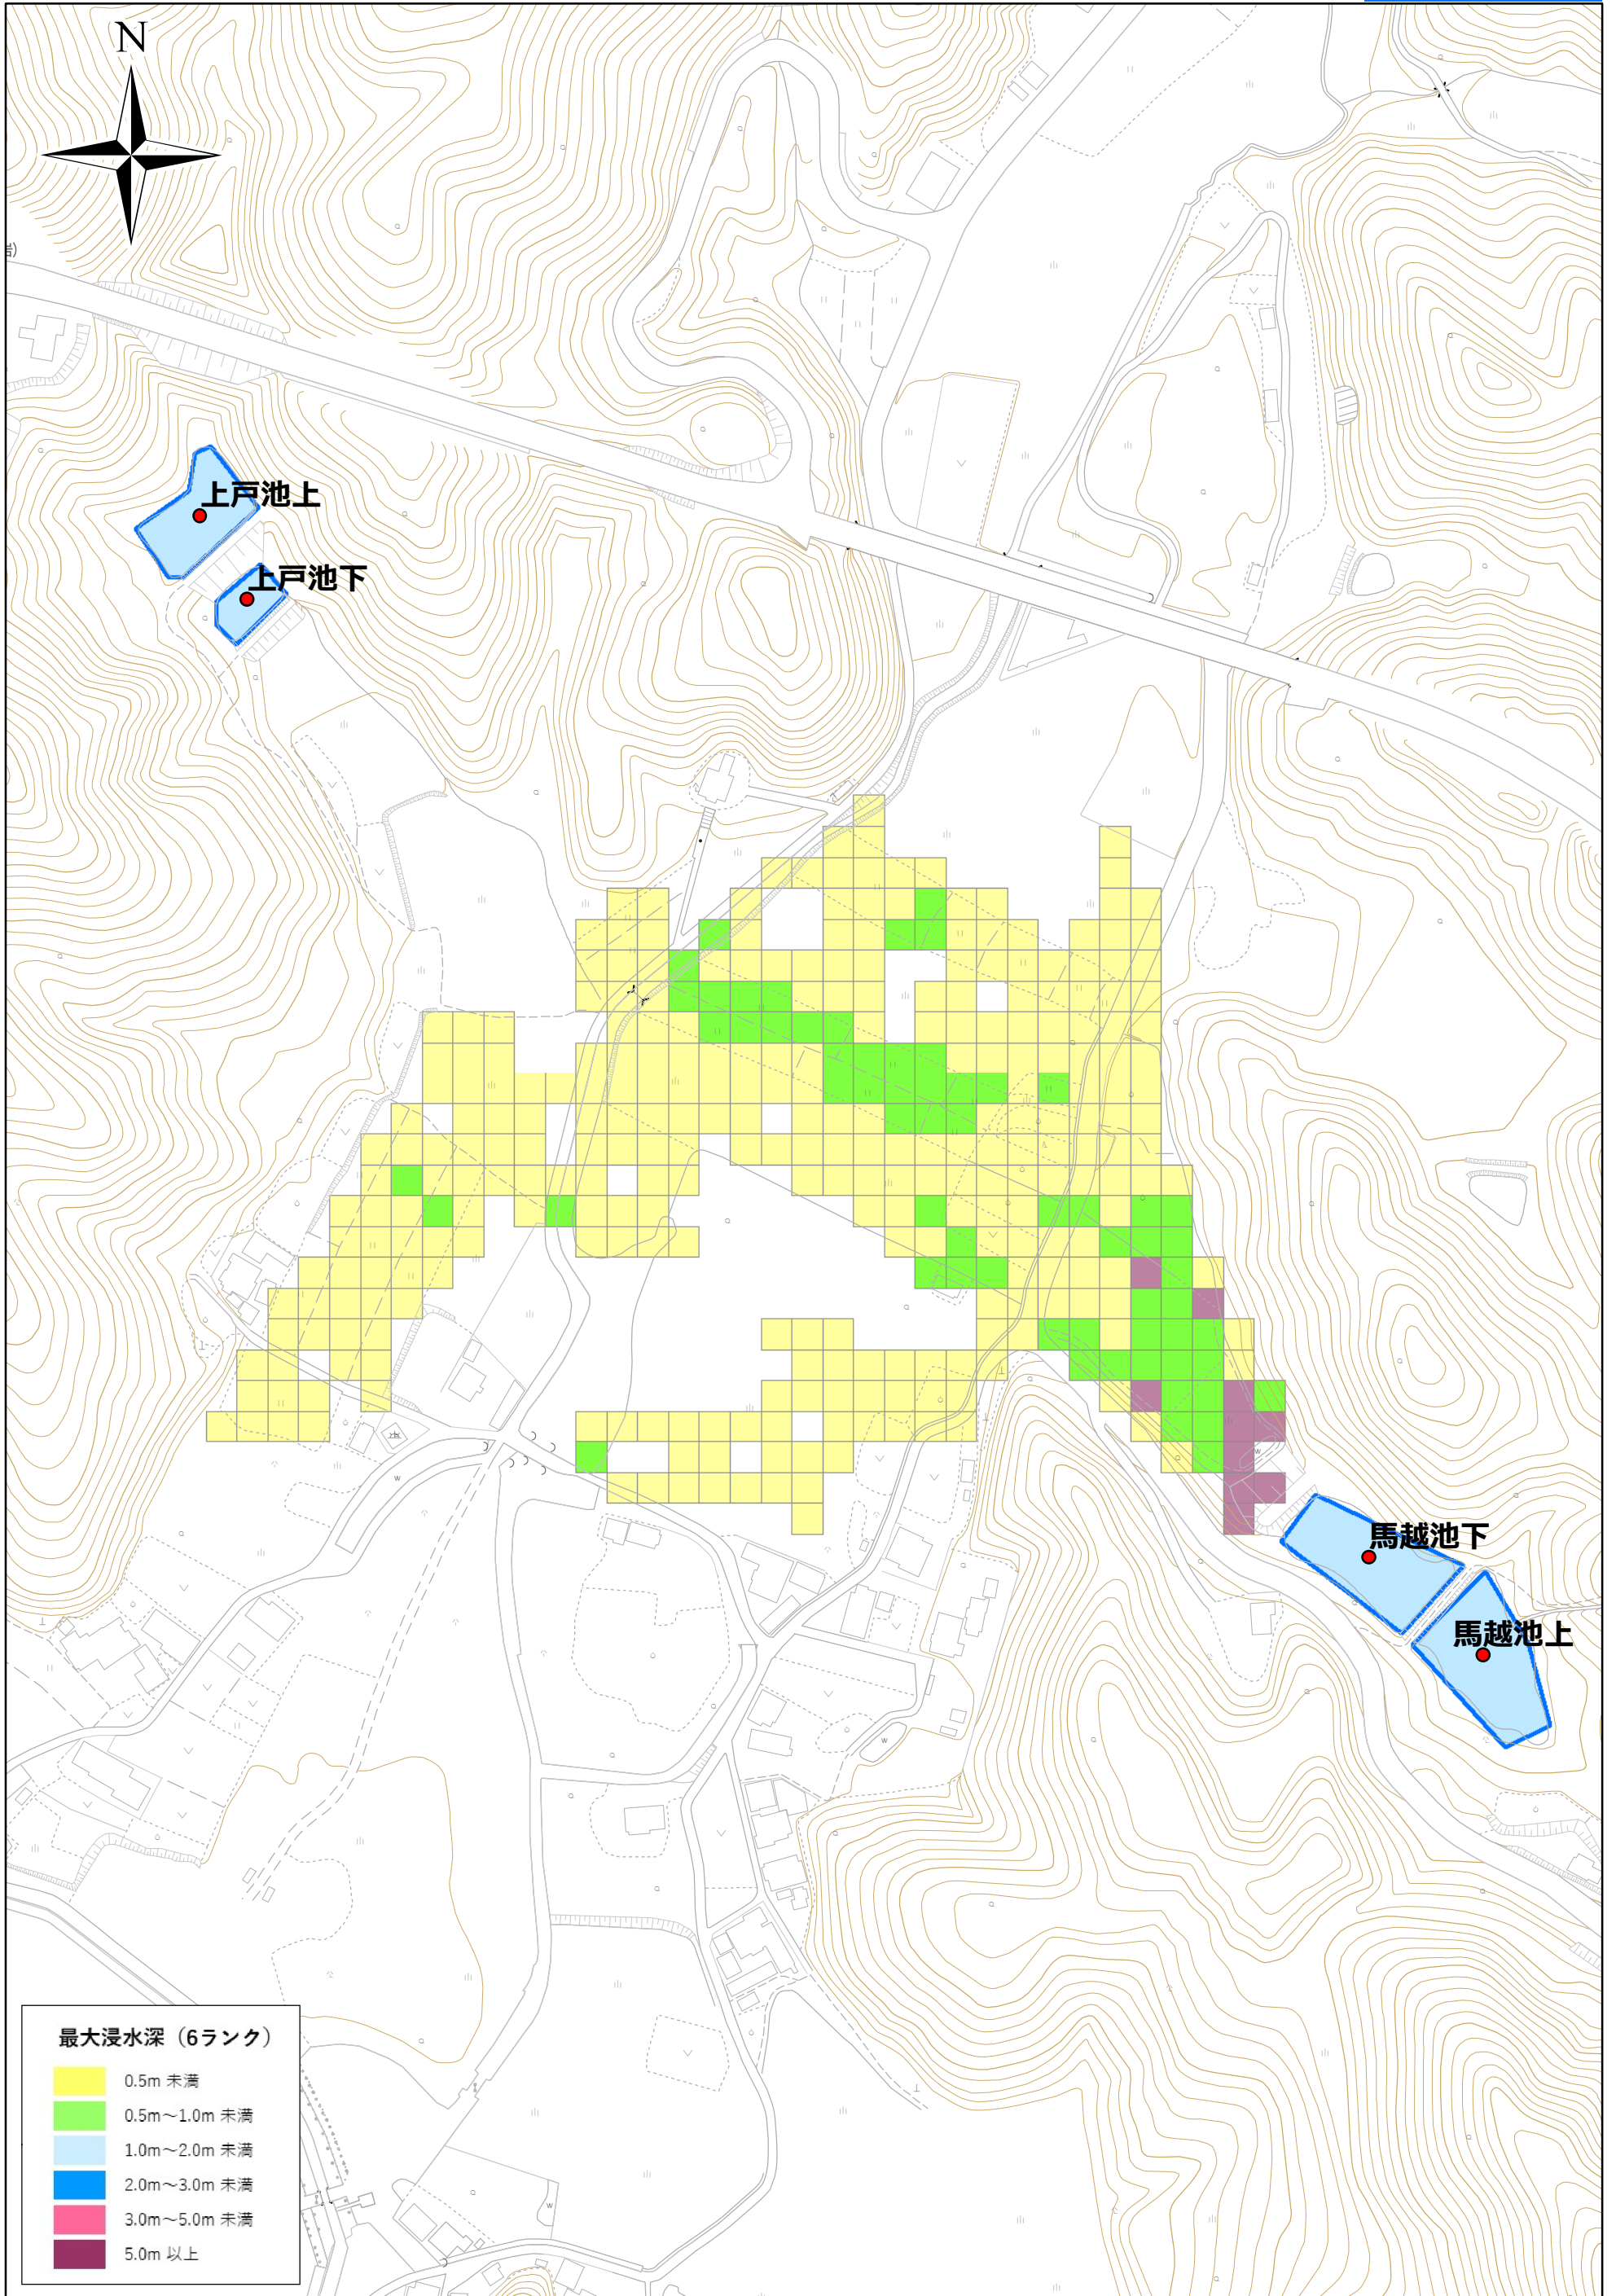 N
岩)
上戸池上
上戸池下
馬越池下
馬越池上
最大浸水深（6ランク）
0.5m 未満
0.5m～1.0m 未満
1.0m～2.0m 未満
2.0m～3.0m 未満
3.0m～5.0m 未満
5.0m 以上